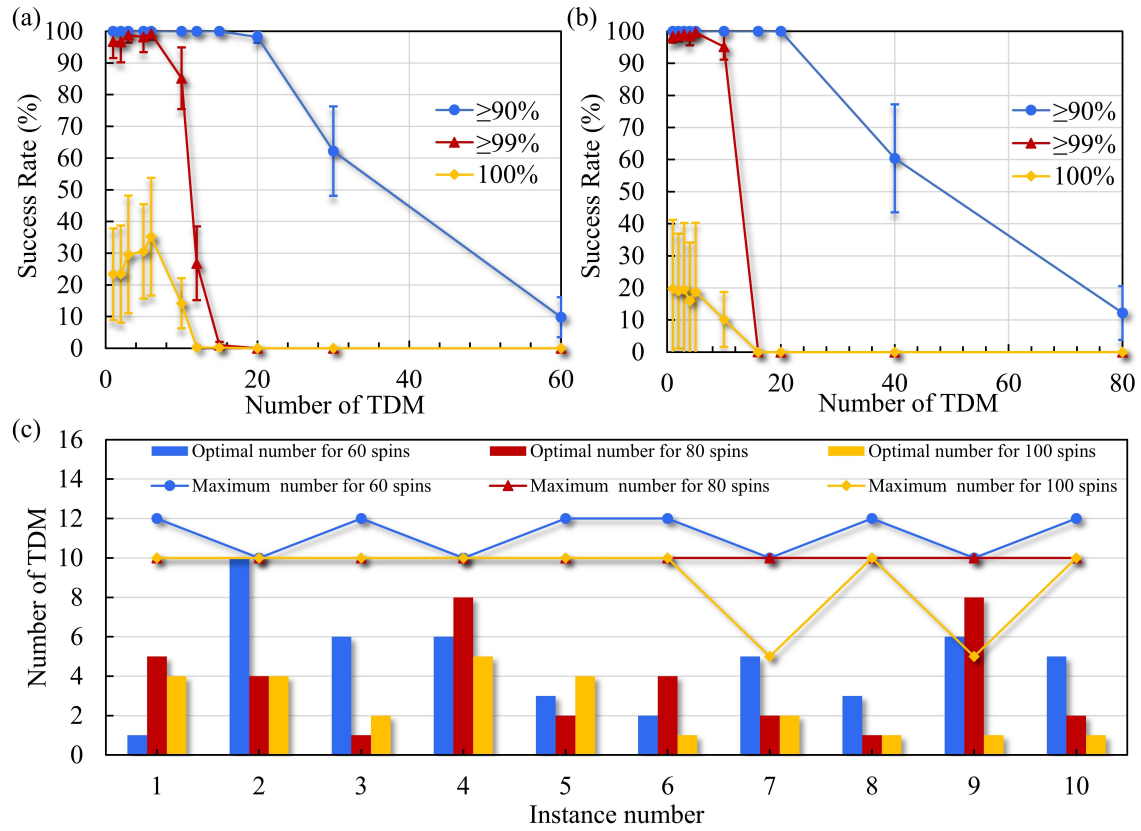 (a)
100
90
80
70
60
50
40
30
20
10
0
Success Rate (%)
≥90%
≥99%
100%
0 20 40 60
Number of TDM
(b)
100
90
80
70
60
50
40
30
20
10
0
Success Rate (%)
≥90%
≥99%
100%
0 20 40 60 80
Number of TDM
(c)
16
14
12
10
8
6
4
2
0
Number of TDM
Optimal number for 60 spins Optimal number for 80 spins Optimal number for 100 spins
Maximum number for 60 spins Maximum number for 80 spins Maximum number for 100 spins
1 2 3 4 5 6 7 8 9 10
Instance number